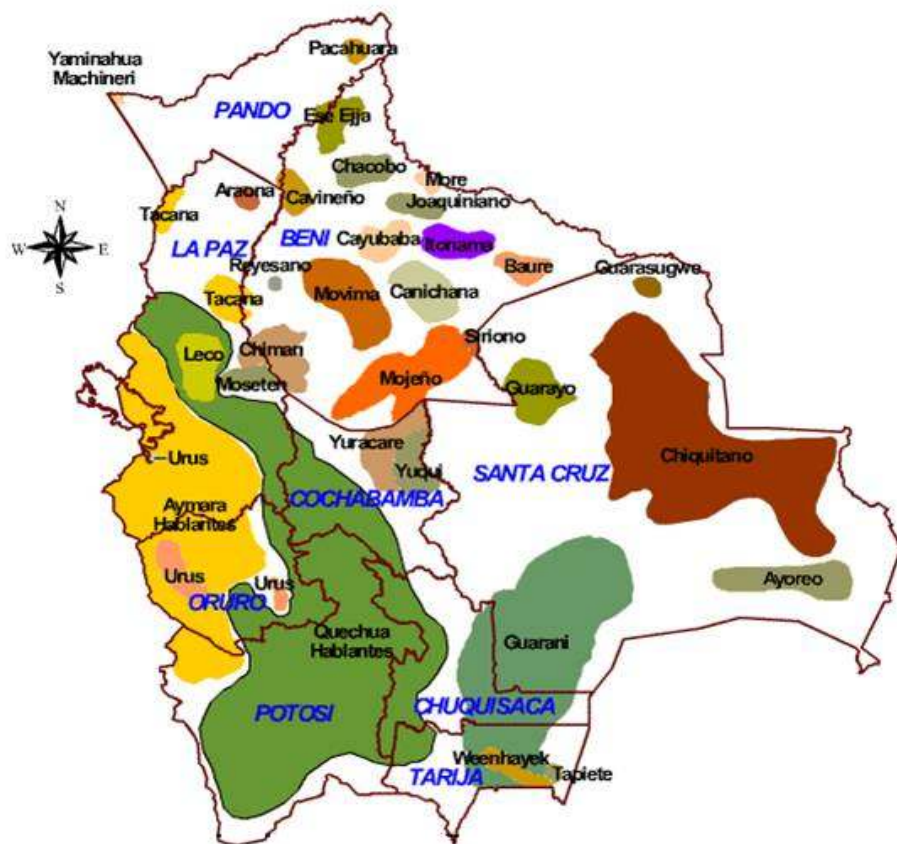 Pacahuara
Yaminahua
Machineri
PANDO
Ese Ejja
Chacobo
More
Araona
Cavineño
Joaquiniano
Tacana
N
W
E
S
LA PAZ
BENI
Cayubaba
Itonama
Reyesano
Baure
Guarasugwe
Tacana
Movima
Canichana
Siriono
Leco
Chiman
Moseten
Mojeño
Guarayo
Yuracare
Urus
Yuqui
SANTA CRUZ
Chiquitano
COCHABAMBA
Aymara
Hablantes
Urus
Urus
ORURO
Ayoreo
Quechua
Hablantes
Guarani
POTOSI
CHUQUISACA
Weenhayek
TARIJA
Tapiete